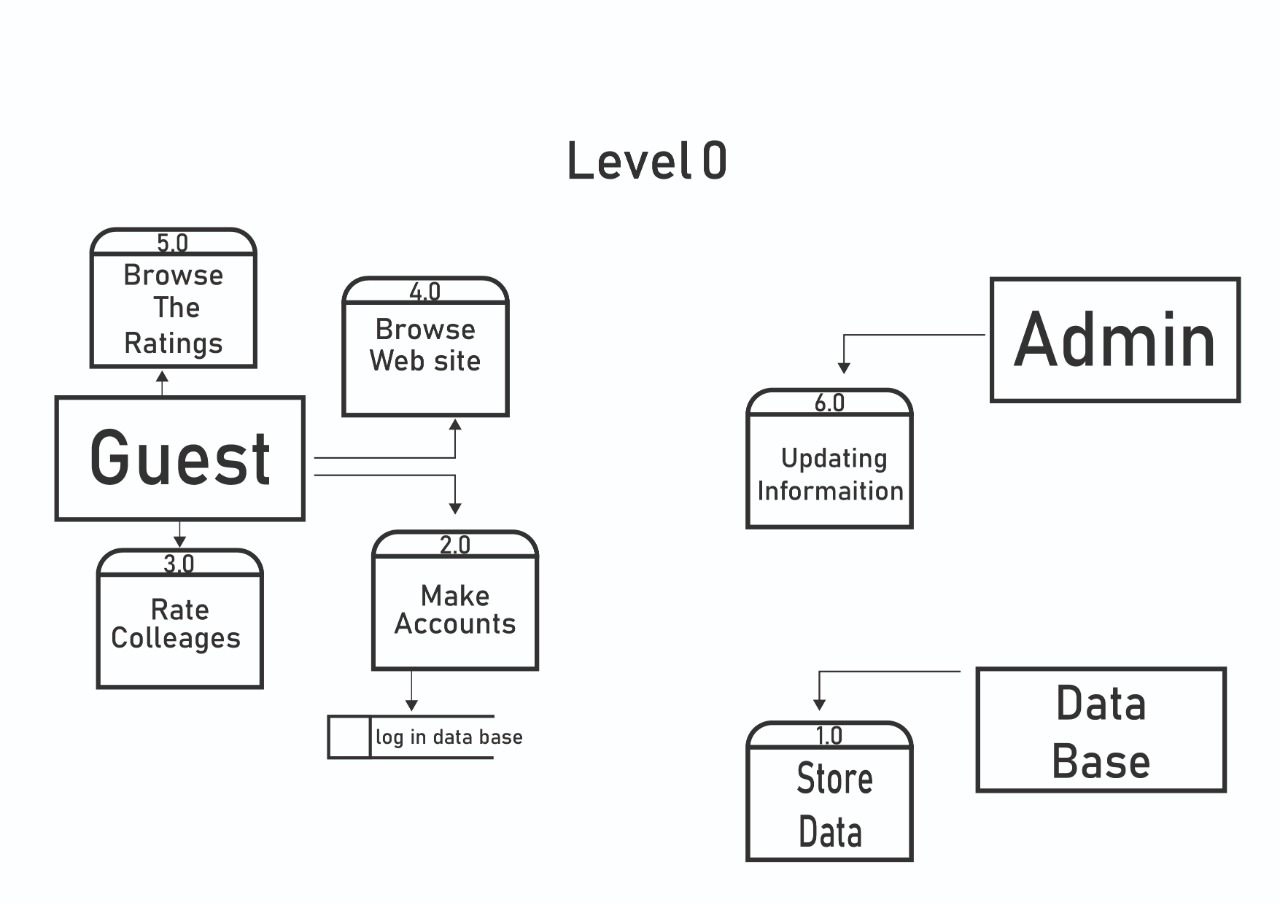 Level 0
5.0
Browse
The
Ratings
4.0
Browse
Web site
Guest
3.0
Rate
Colleages
2.0
Make
Accounts
log in data base
Admin
6.0
Updating
Informaition
Data
Base
1.0
Store
Data